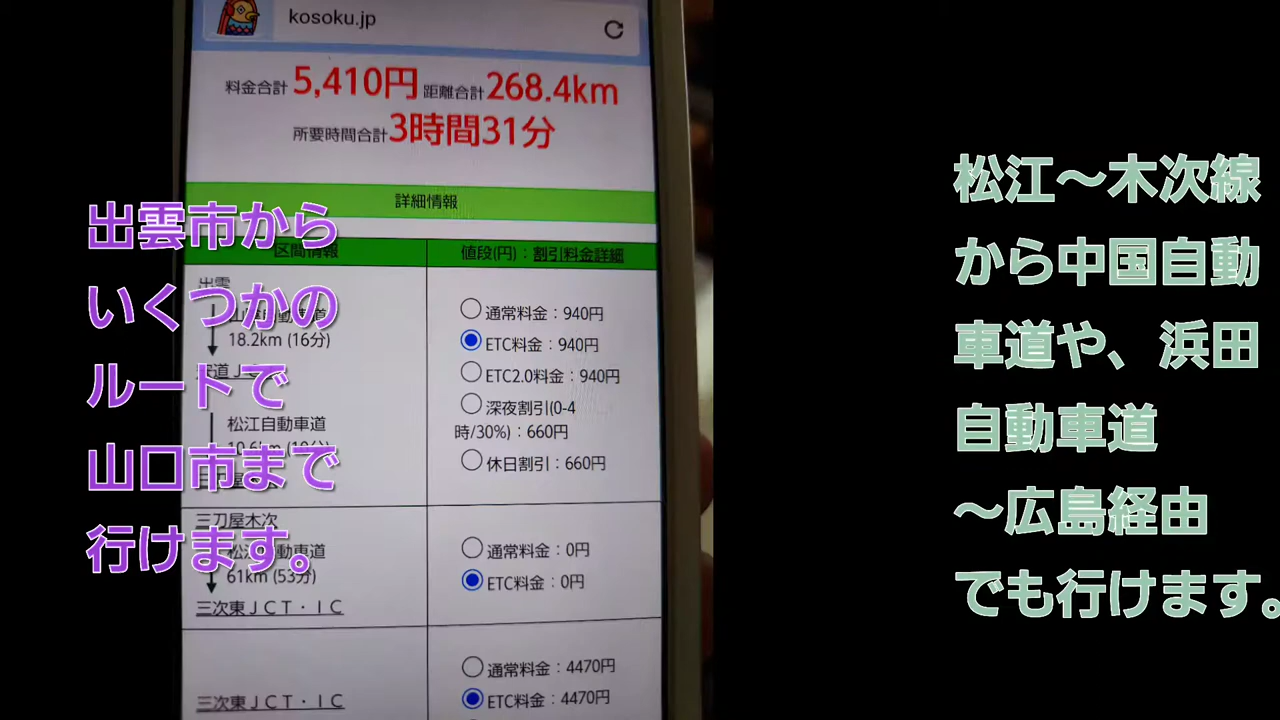 kosoku.jp
料金合計 5,410円 距離合計 268.4km
所要時間合計 3時間31分
詳細情報
区間情報
値段(円)：割引料金詳細
出雲
18.2km (16分)
松江自動車道
三刀屋木次
61km (53分)
三次東ＪＣＴ・ＩＣ
三次東ＪＣＴ・ＩＣ
通常料金：940円
ETC料金：940円
ETC2.0料金：940円
深夜割引(0-4
時/30%)：660円
休日割引：660円
通常料金：0円
ETC料金：0円
通常料金：4470円
ETC料金：4470円
出雲市から
いくつかの
ルートで
山口市まで
行けます。
松江～木次線
から中国自動
車道や、浜田
自動車道
～広島経由
でも行けます。